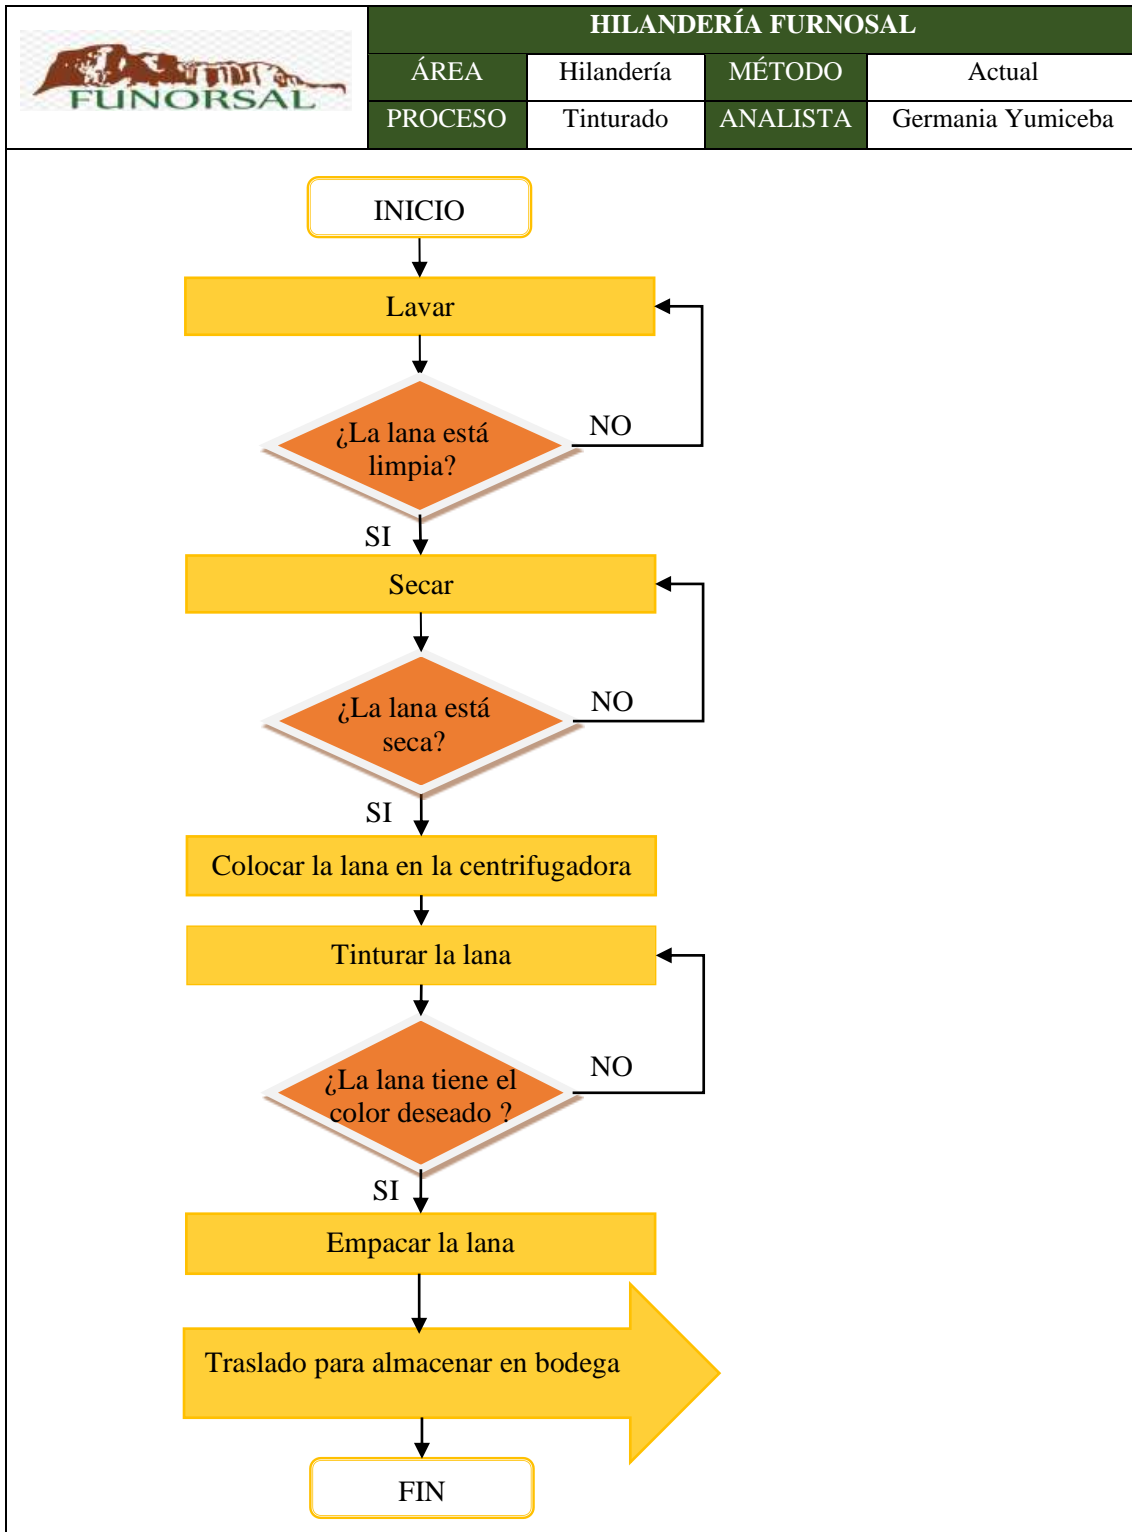 FUNORSAL
HILANDERÍA FURNOSAL
ÁREA Hilandería MÉTODO Actual
PROCESO Tinturado ANALISTA Germania Yumiceba
INICIO
Lavar
¿La lana está
limpia?
NO
SI
Secar
¿La lana está
seca?
NO
SI
Colocar la lana en la centrifugadora
Tinturar la lana
¿La lana tiene el
color deseado ?
NO
SI
Empacar la lana
Traslado para almacenar en bodega
FIN